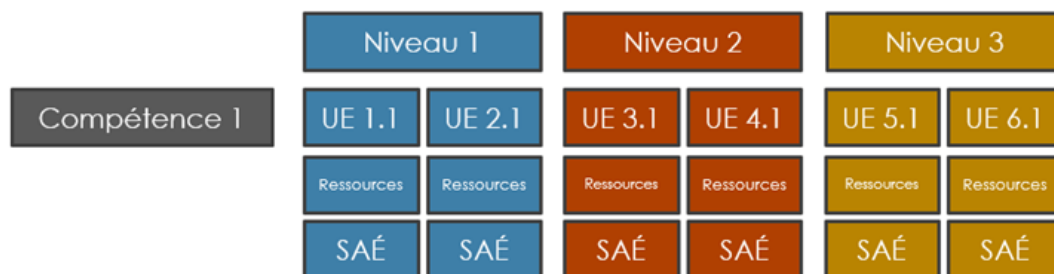 Niveau 1 Niveau 2 Niveau 3
Compétence 1 UE 1.1 UE 2.1 UE 3.1 UE 4.1 UE 5.1 UE 6.1
Ressources Ressources Ressources Ressources Ressources Ressources
SAÉ SAÉ SAÉ SAÉ SAÉ SAÉ